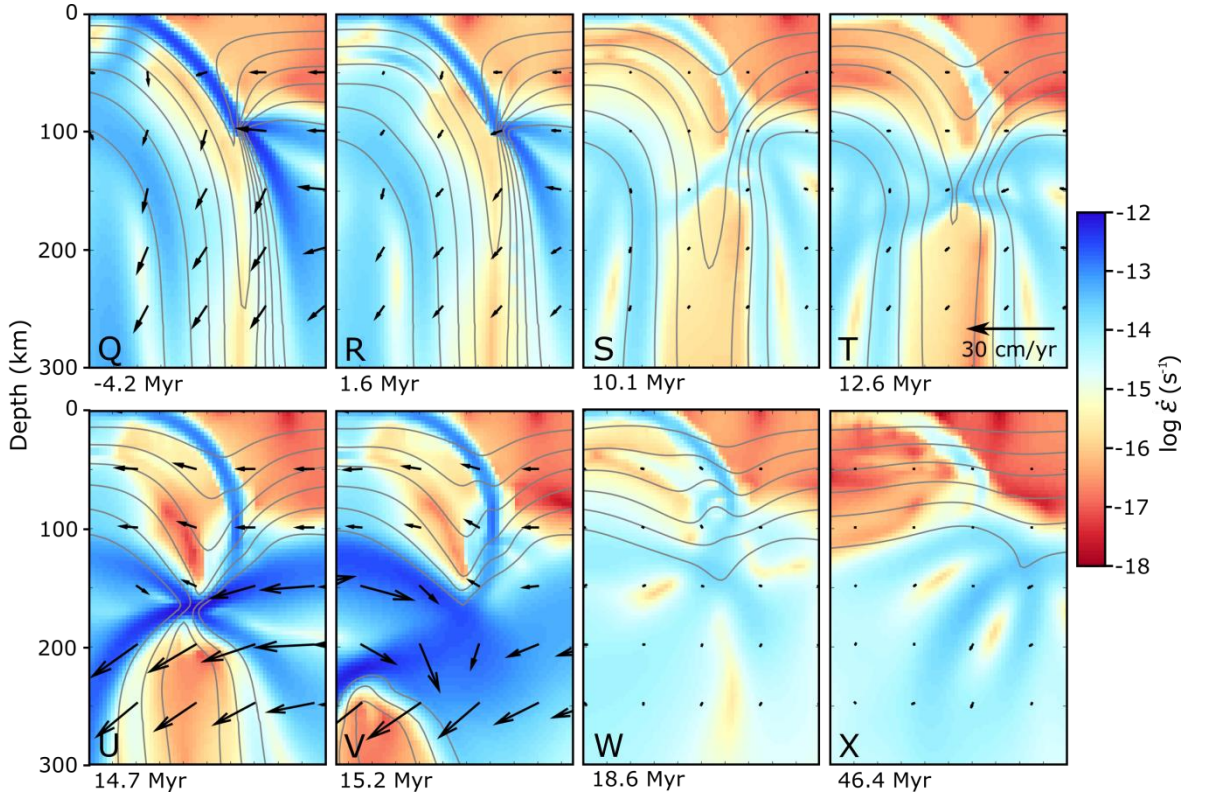 0
100
200
300
Depth (km)
Q
R
S
T
30 cm/yr
-4.2 Myr
1.6 Myr
10.1 Myr
12.6 Myr
0
100
200
300
U
V
W
X
14.7 Myr
15.2 Myr
18.6 Myr
46.4 Myr
-12
-13
-14
-15
-16
-17
-18
log ε̇ (s⁻¹)